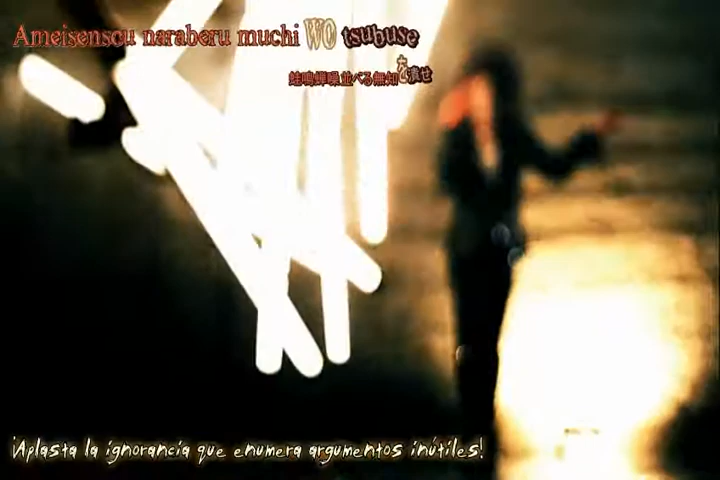 Ameisensou naraberu muchi WO tsubuse
蛙鳴蝉噪並べる無知を潰せ
¡Aplasta la ignorancia que enumera argumentos inútiles!